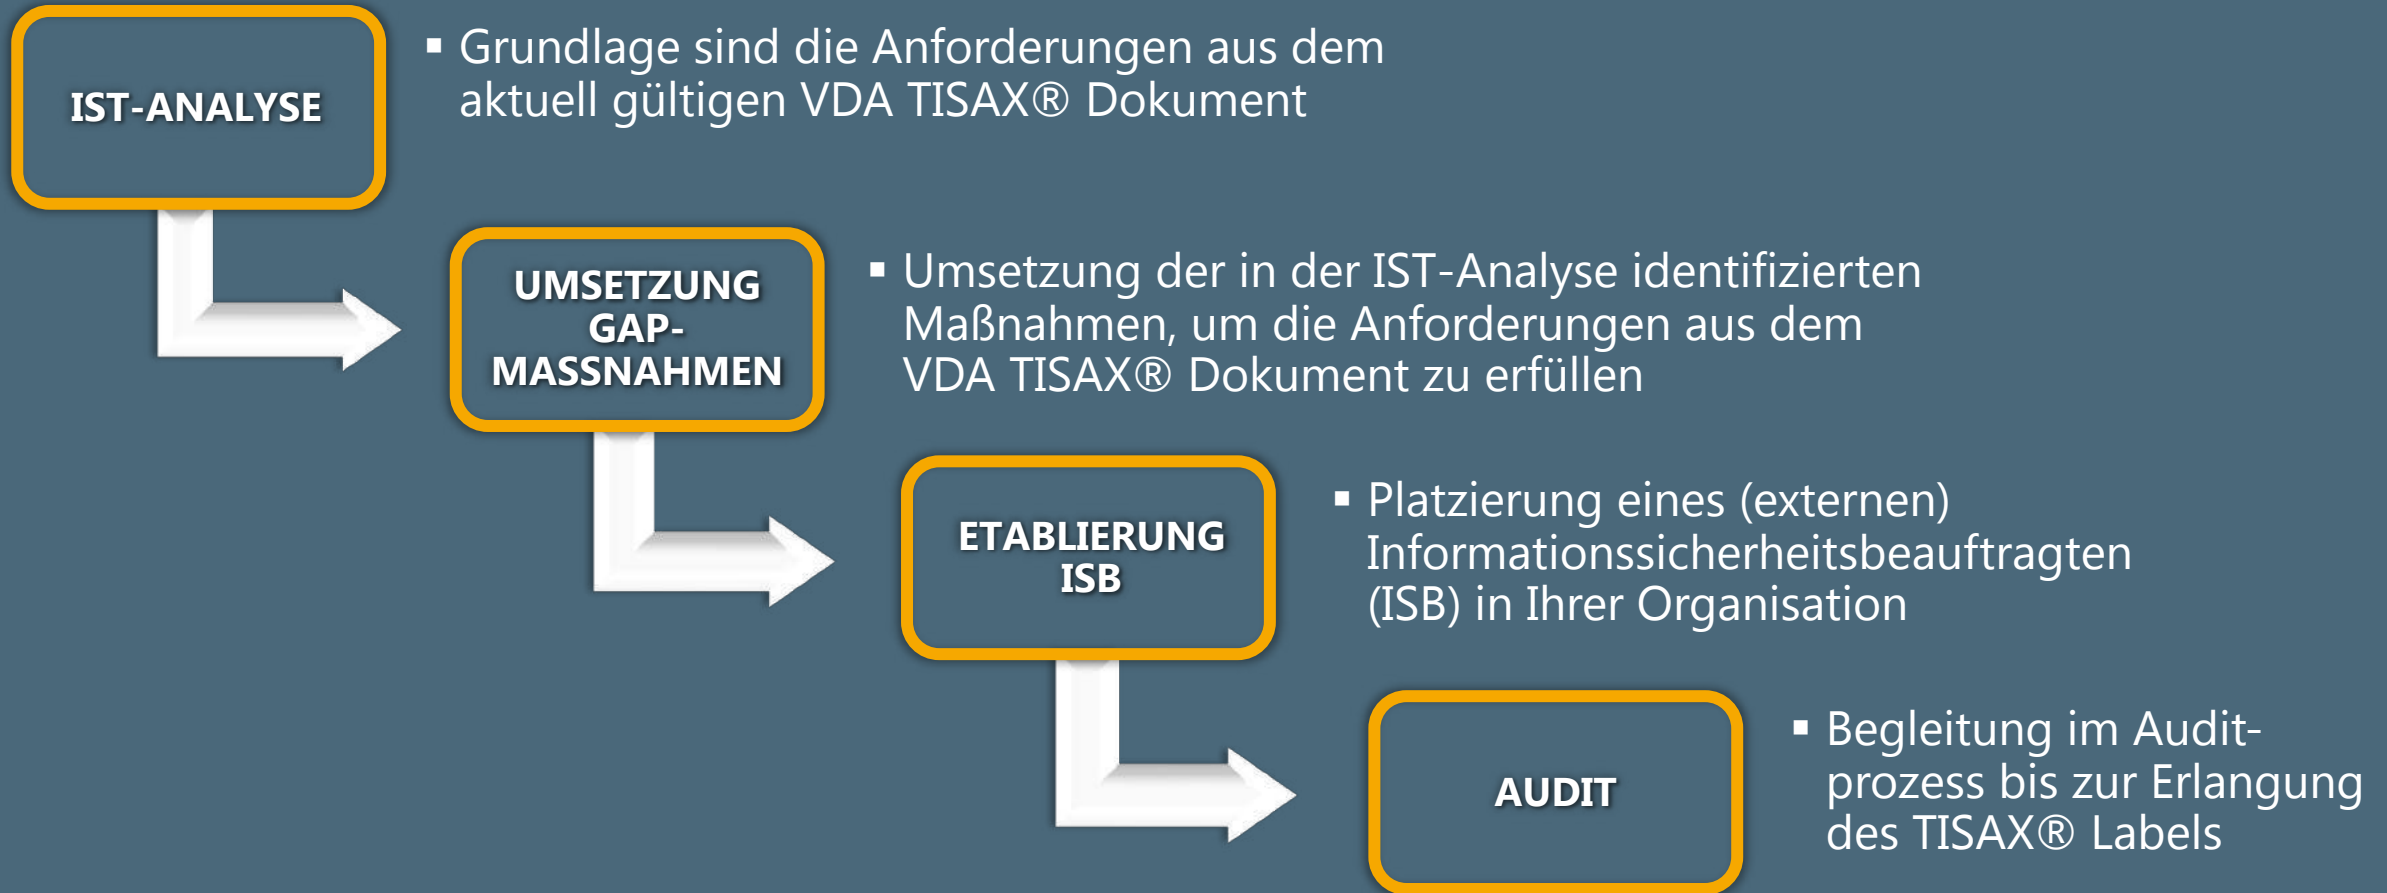 IST-ANALYSE
▪ Grundlage sind die Anforderungen aus dem
aktuell gültigen VDA TISAX® Dokument
UMSETZUNG
GAP-
MASSNAHMEN
▪ Umsetzung der in der IST-Analyse identifizierten
Maßnahmen, um die Anforderungen aus dem
VDA TISAX® Dokument zu erfüllen
ETABLIERUNG
ISB
▪ Platzierung eines (externen)
Informationssicherheitsbeauftragten
(ISB) in Ihrer Organisation
AUDIT
▪ Begleitung im Audit-
prozess bis zur Erlangung
des TISAX® Labels